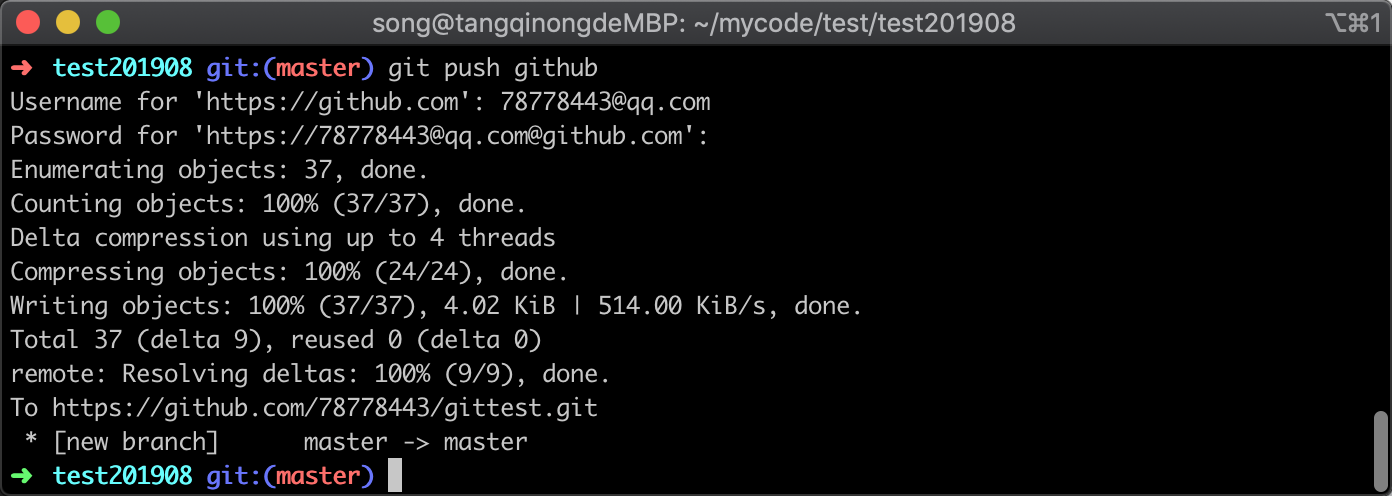 song@tangqinongdeMBP: ~/mycode/test/test201908 ⌥⌘1
➜ test201908 git:(master) git push github
Username for 'https://github.com': 78778443@qq.com
Password for 'https://78778443@qq.com@github.com':
Enumerating objects: 37, done.
Counting objects: 100% (37/37), done.
Delta compression using up to 4 threads
Compressing objects: 100% (24/24), done.
Writing objects: 100% (37/37), 4.02 KiB | 514.00 KiB/s, done.
Total 37 (delta 9), reused 0 (delta 0)
remote: Resolving deltas: 100% (9/9), done.
To https://github.com/78778443/gittest.git
 * [new branch]      master -> master
➜ test201908 git:(master)